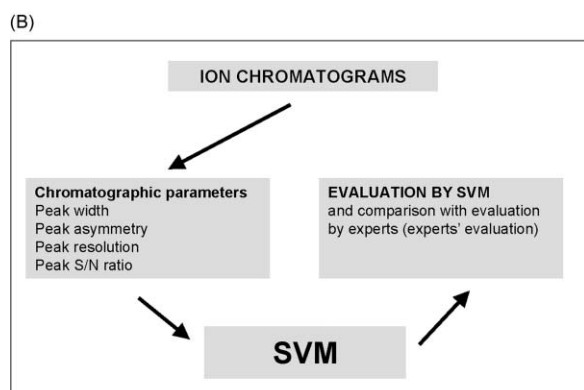 (B)
ION CHROMATOGRAMS
Chromatographic parameters
Peak width
Peak asymmetry
Peak resolution
Peak S/N ratio
EVALUATION BY SVM
and comparison with evaluation
by experts (experts' evaluation)
SVM